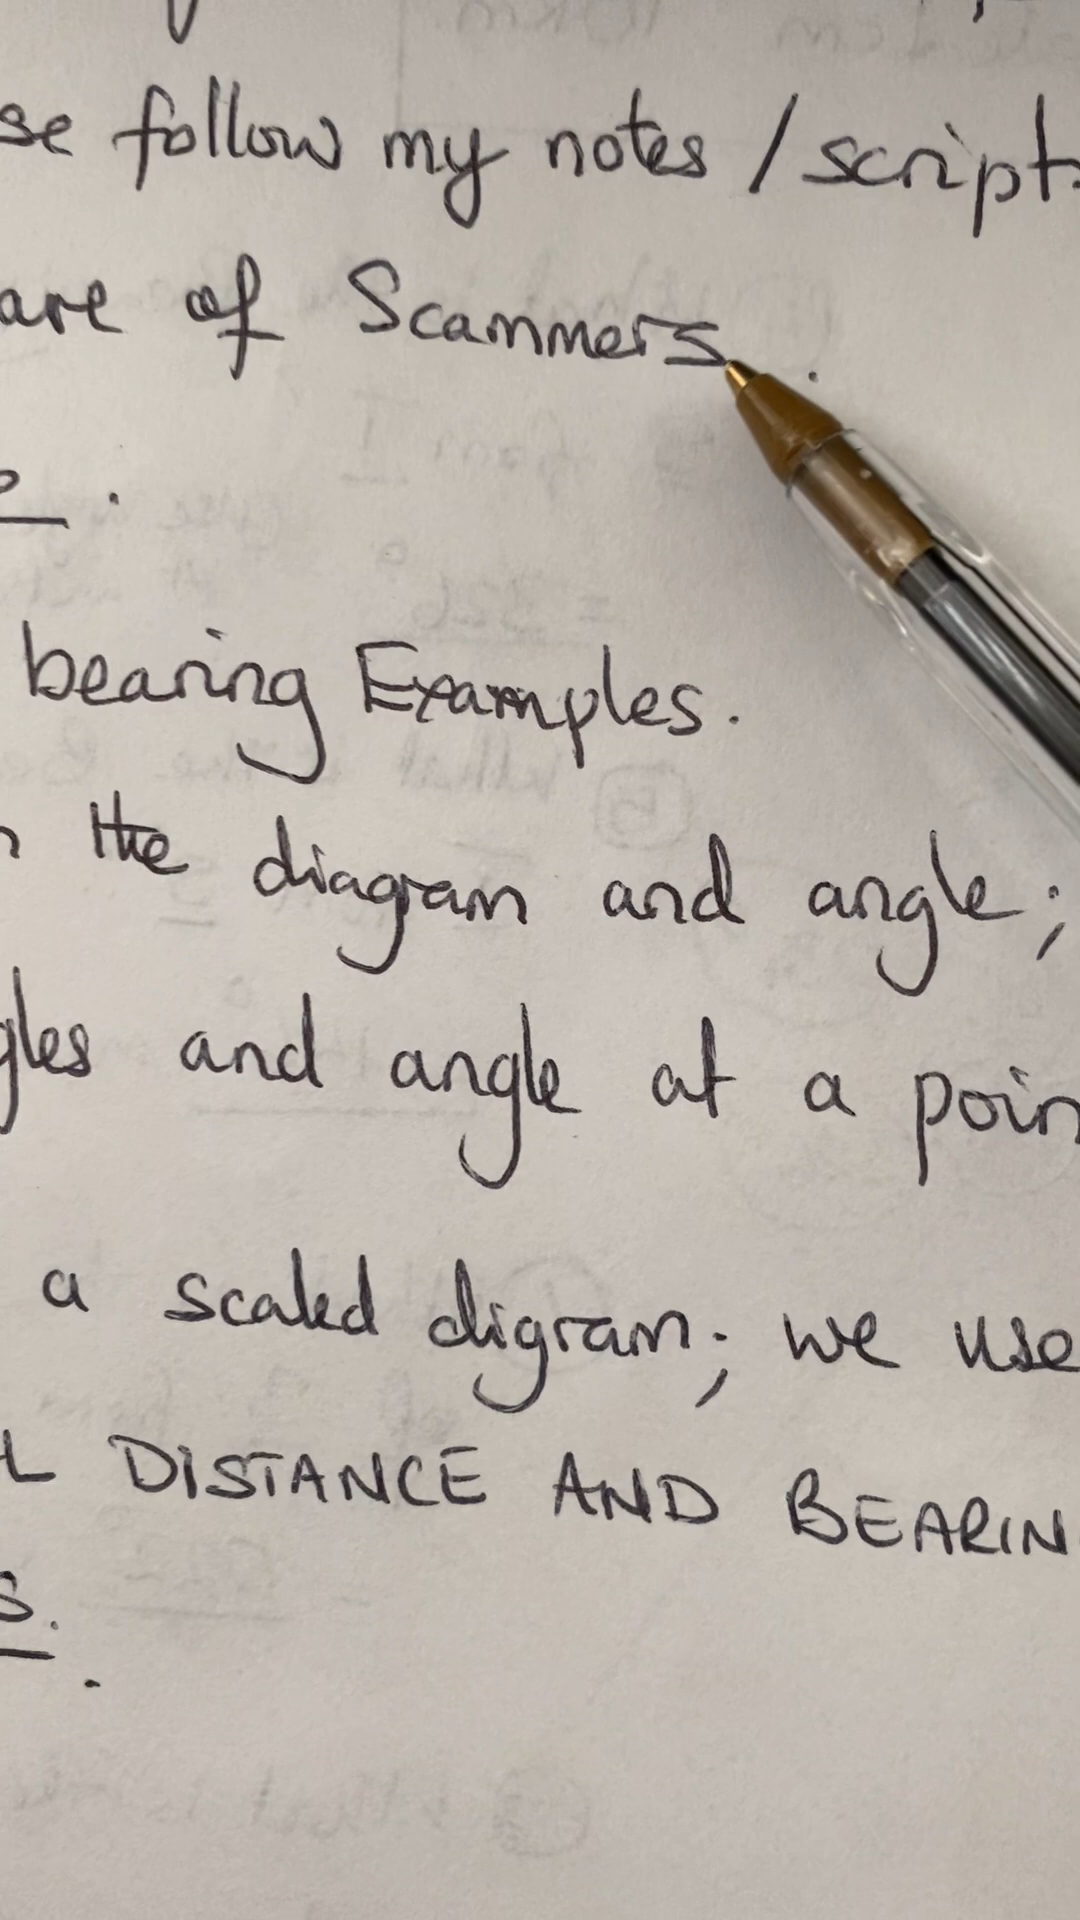 se follow my notes / scripts
are of Scammers.
bearing Examples.
the diagram and angle;
gles and angle at a poin
a scaled digram; we use
L DISTANCE AND BEARIN
s.